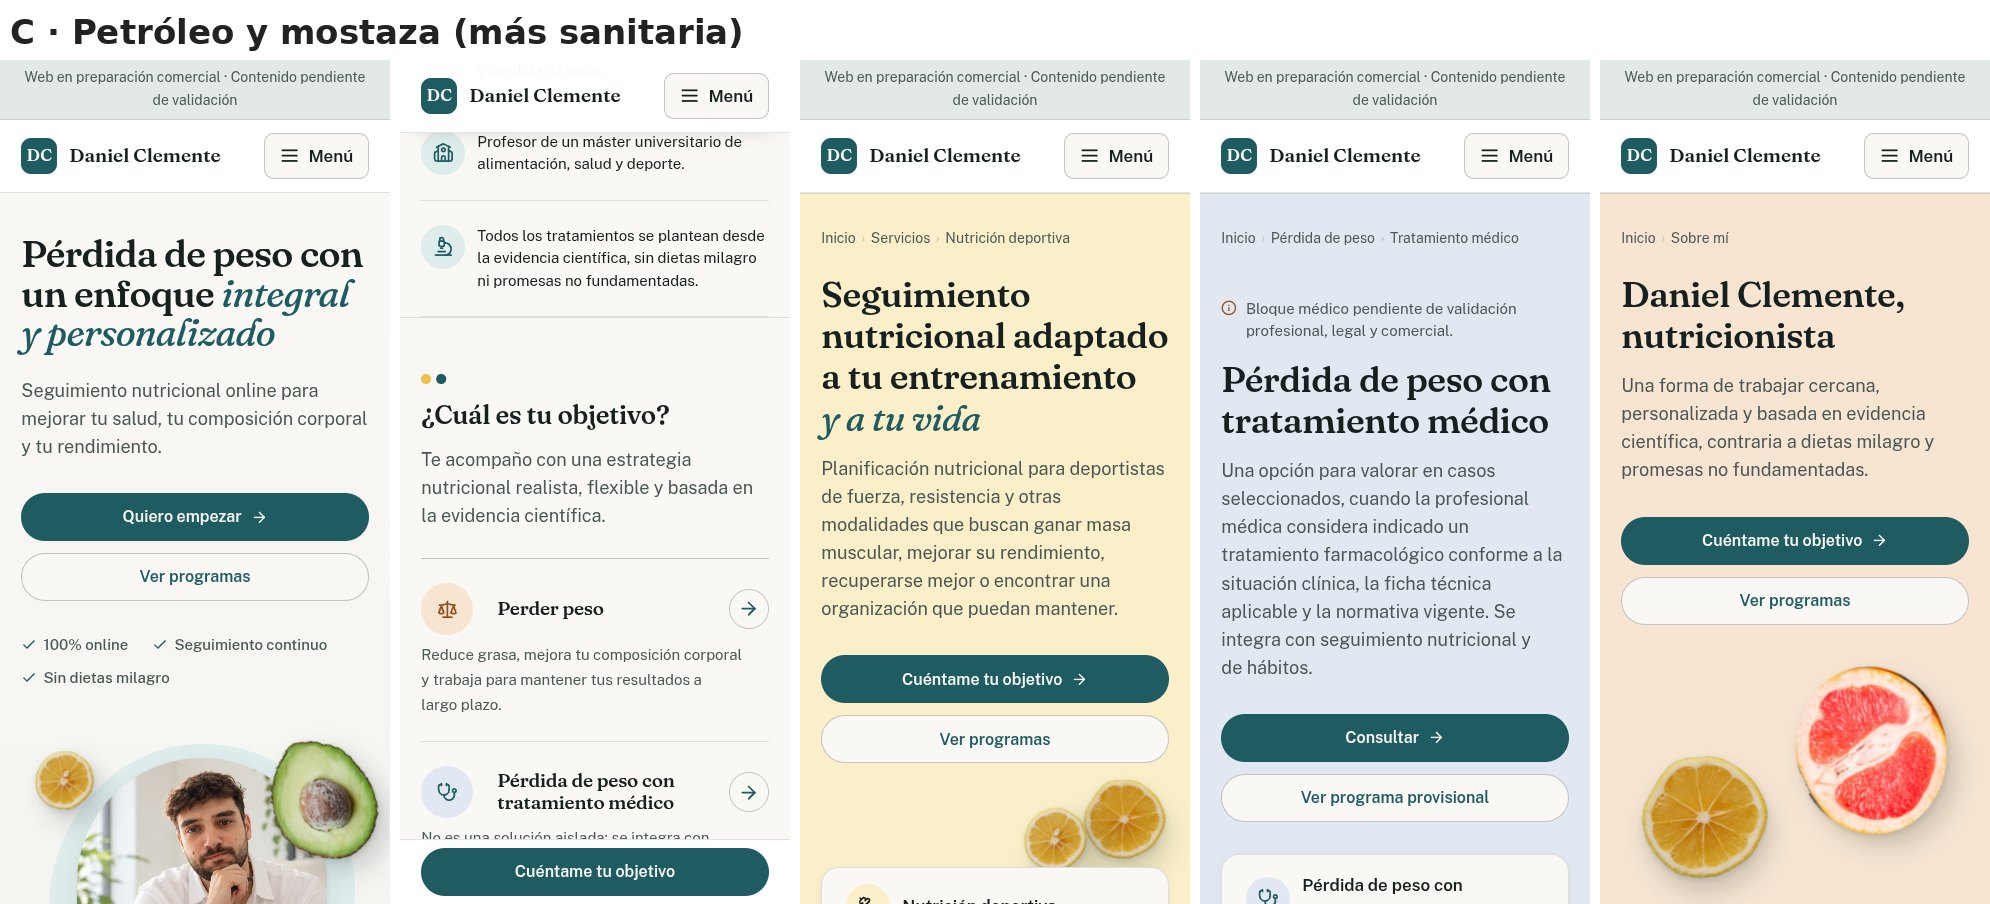 C · Petróleo y mostaza (más sanitaria)
Web en preparación comercial · Contenido pendiente
de validación
DC Daniel Clemente
Menú
Pérdida de peso con
un enfoque integral
y personalizado
Seguimiento nutricional online para
mejorar tu salud, tu composición corporal
y tu rendimiento.
Quiero empezar
Ver programas
100% online
Seguimiento continuo
Sin dietas milagro
y pérdida de peso.
DC Daniel Clemente
Menú
Profesor de un máster universitario de
alimentación, salud y deporte.
Todos los tratamientos se plantean desde
la evidencia científica, sin dietas milagro
ni promesas no fundamentadas.
¿Cuál es tu objetivo?
Te acompaño con una estrategia
nutricional realista, flexible y basada en
la evidencia científica.
Perder peso
Reduce grasa, mejora tu composición corporal
y trabaja para mantener tus resultados a
largo plazo.
Pérdida de peso con
tratamiento médico
No es una solución aislada: se integra con
Cuéntame tu objetivo
Web en preparación comercial · Contenido pendiente
de validación
DC Daniel Clemente
Menú
Inicio › Servicios › Nutrición deportiva
Seguimiento
nutricional adaptado
a tu entrenamiento
y a tu vida
Planificación nutricional para deportistas
de fuerza, resistencia y otras
modalidades que buscan ganar masa
muscular, mejorar su rendimiento,
recuperarse mejor o encontrar una
organización que puedan mantener.
Cuéntame tu objetivo
Ver programas
Nutrición deportiva
Web en preparación comercial · Contenido pendiente
de validación
DC Daniel Clemente
Menú
Inicio › Pérdida de peso › Tratamiento médico
Bloque médico pendiente de validación
profesional, legal y comercial.
Pérdida de peso con
tratamiento médico
Una opción para valorar en casos
seleccionados, cuando la profesional
médica considera indicado un
tratamiento farmacológico conforme a la
situación clínica, la ficha técnica
aplicable y la normativa vigente. Se
integra con seguimiento nutricional y
de hábitos.
Consultar
Ver programa provisional
Pérdida de peso con
Web en preparación comercial · Contenido pendiente
de validación
DC Daniel Clemente
Menú
Inicio › Sobre mí
Daniel Clemente,
nutricionista
Una forma de trabajar cercana,
personalizada y basada en evidencia
científica, contraria a dietas milagro y
promesas no fundamentadas.
Cuéntame tu objetivo
Ver programas